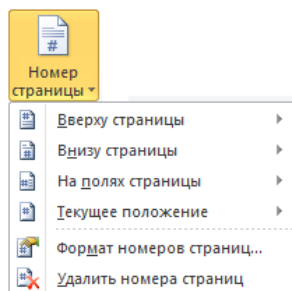 Номер
страницы
Вверху страницы
Внизу страницы
На полях страницы
Текущее положение
Формат номеров страниц...
Удалить номера страниц